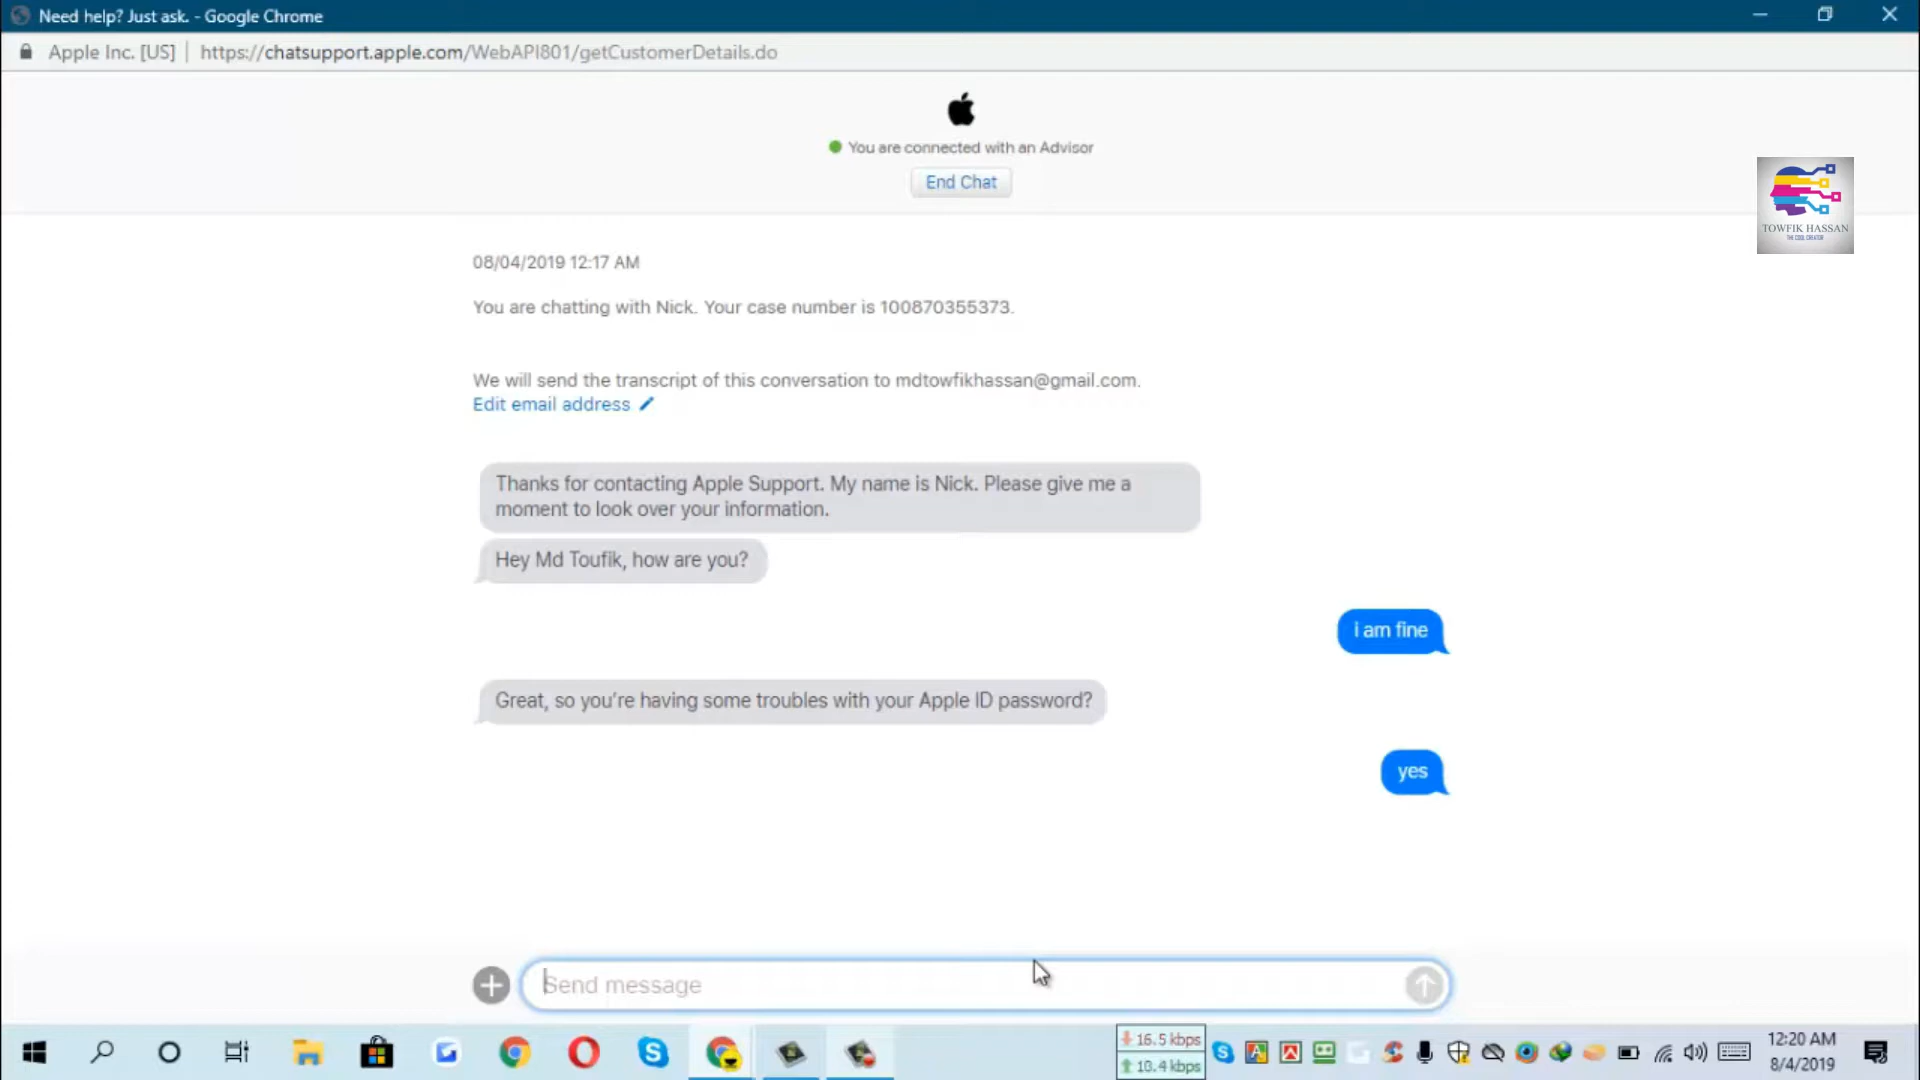 Need help? Just ask. - Google Chrome
Apple Inc. [US] | https://chatsupport.apple.com/WebAPI801/getCustomerDetails.do
You are connected with an Advisor
End Chat
TOWFIK HASSAN
THE COOL CREATOR
08/04/2019 12:17 AM
You are chatting with Nick. Your case number is 100870355373.
We will send the transcript of this conversation to mdtowfikhassan@gmail.com.
Edit email address
Thanks for contacting Apple Support. My name is Nick. Please give me a
moment to look over your information.
Hey Md Toufik, how are you?
i am fine
Great, so you're having some troubles with your Apple ID password?
yes
Send message
16.5 kbps
10.4 kbps
12:20 AM
8/4/2019